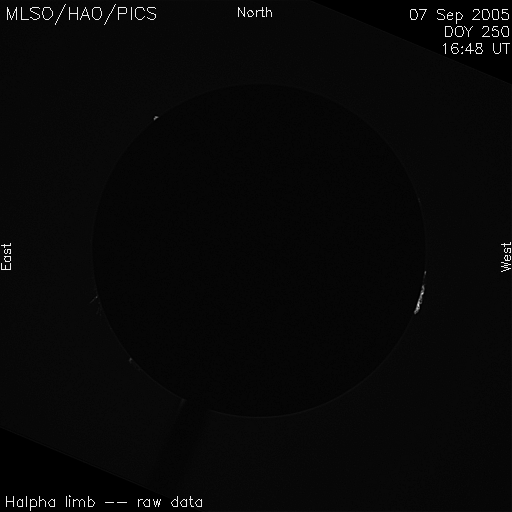 MLSO/HAO/PICS
North
07 Sep 2005
DOY 250
16:48 UT
East
West
Halpha limb -- raw data